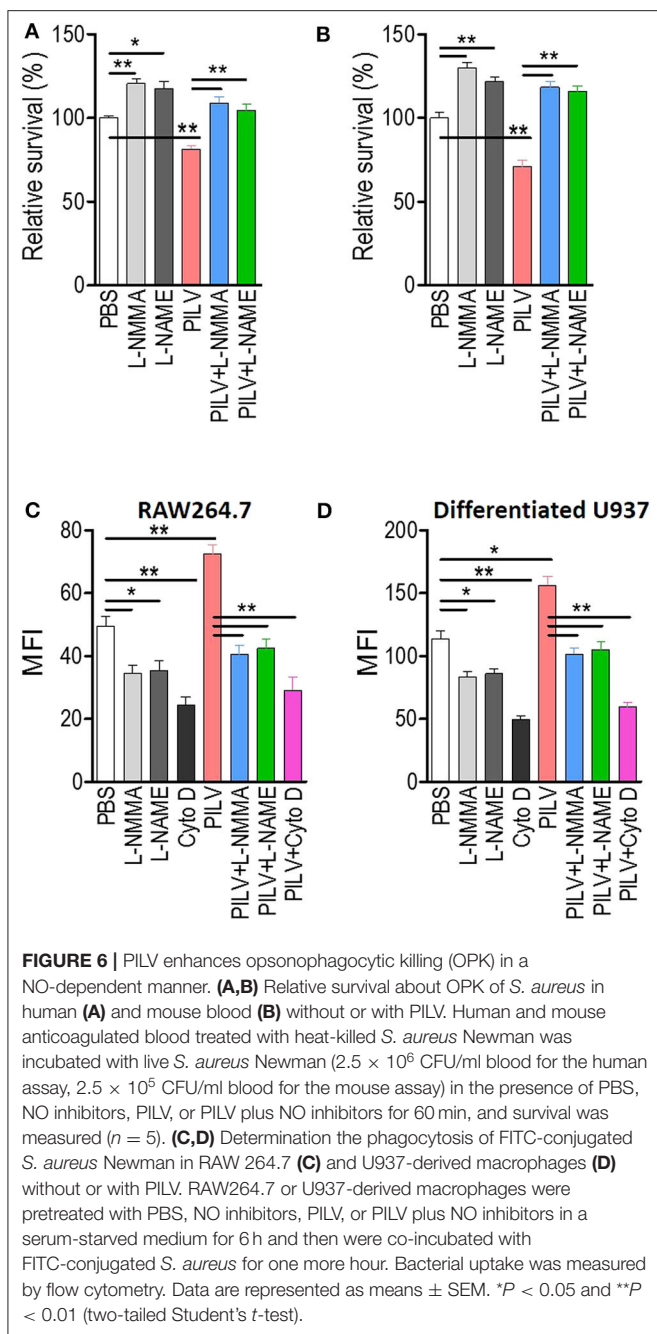 A
B
Relative survival (%)
150
100
50
0
*
**
**
**
PBS
L-NMMA
L-NAME
PILV
PILV+L-NMMA
PILV+L-NAME
Relative survival (%)
150
100
50
0
**
**
**
PBS
L-NMMA
L-NAME
PILV
PILV+L-NMMA
PILV+L-NAME
C
RAW264.7
MFI
80
60
40
20
0
**
**
*
**
PBS
L-NMMA
L-NAME
Cyto D
PILV
PILV+L-NMMA
PILV+L-NAME
PILV+Cyto D
D
Differentiated U937
MFI
200
150
100
50
0
*
**
*
**
PBS
L-NMMA
L-NAME
Cyto D
PILV
PILV+L-NMMA
PILV+L-NAME
PILV+Cyto D
FIGURE 6 | PILV enhances opsonophagocytic killing (OPK) in a
NO-dependent manner. (A,B) Relative survival about OPK of S. aureus in
human (A) and mouse blood (B) without or with PILV. Human and mouse
anticoagulated blood treated with heat-killed S. aureus Newman was
incubated with live S. aureus Newman (2.5 × 10⁶ CFU/ml blood for the human
assay, 2.5 × 10⁵ CFU/ml blood for the mouse assay) in the presence of PBS,
NO inhibitors, PILV, or PILV plus NO inhibitors for 60 min, and survival was
measured (n = 5). (C,D) Determination the phagocytosis of FITC-conjugated
S. aureus Newman in RAW 264.7 (C) and U937-derived macrophages (D)
without or with PILV. RAW264.7 or U937-derived macrophages were
pretreated with PBS, NO inhibitors, PILV, or PILV plus NO inhibitors in a
serum-starved medium for 6 h and then were co-incubated with
FITC-conjugated S. aureus for one more hour. Bacterial uptake was measured
by flow cytometry. Data are represented as means ± SEM. *P < 0.05 and **P
< 0.01 (two-tailed Student's t-test).